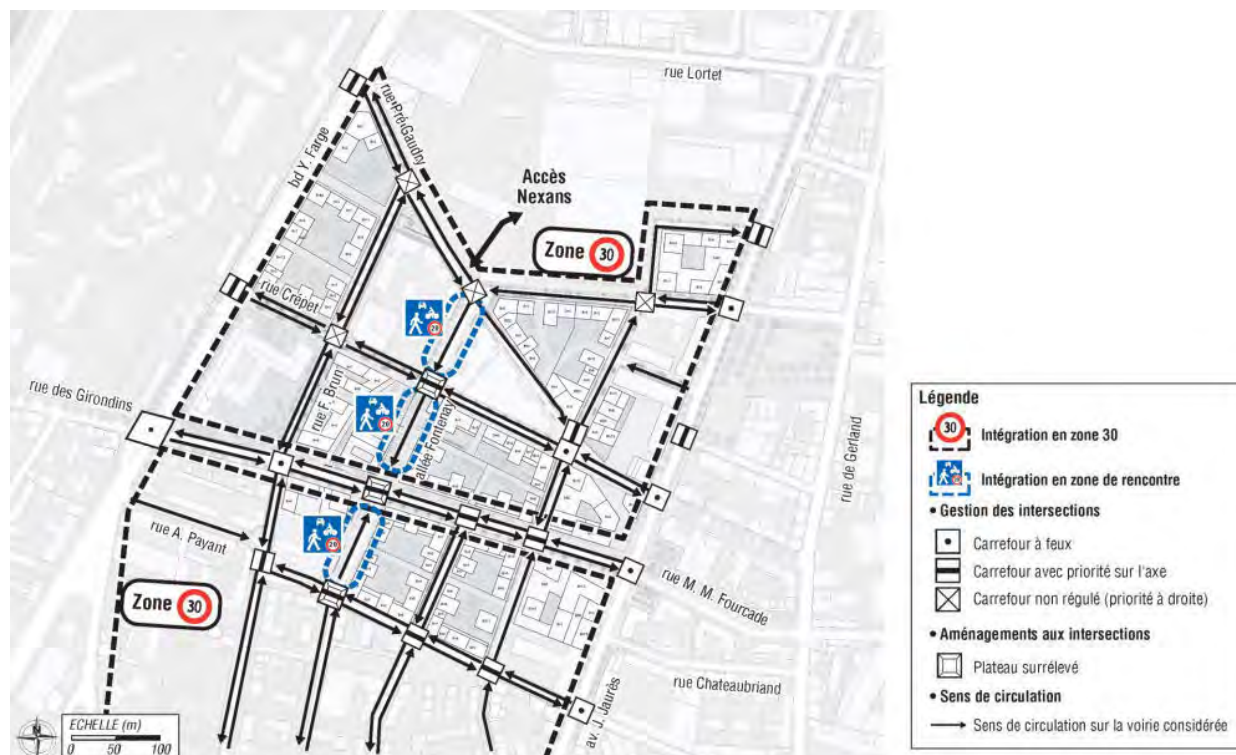 rue Lortet
rue Pré Gaudry
bd Y. Farge
Accès
Nexans
Zone 30
rue Crépet
20
20
rue des Girondins
rue F. Brun
allée Fontenay
rue de Gerland
20
rue A. Payant
Zone 30
rue M. M. Fourcade
rue Chateaubriand
av. J. Jaurès
ECHELLE (m)
0 50 100
Légende
30 Intégration en zone 30
Intégration en zone de rencontre
• Gestion des intersections
Carrefour à feux
Carrefour avec priorité sur l'axe
Carrefour non régulé (priorité à droite)
• Aménagements aux intersections
Plateau surrélevé
• Sens de circulation
Sens de circulation sur la voirie considérée